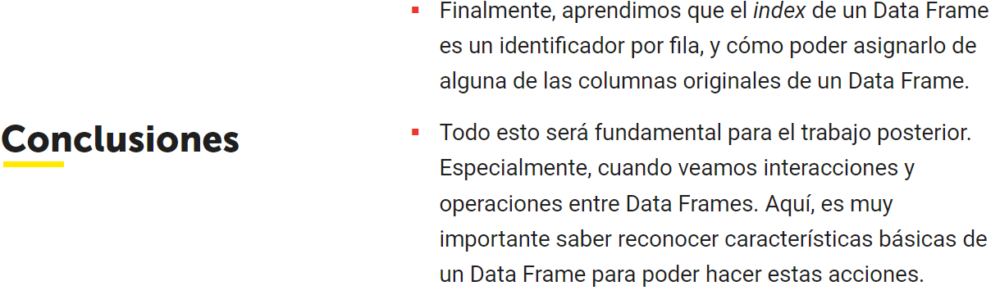 Conclusiones
▪ Finalmente, aprendimos que el index de un Data Frame
es un identificador por fila, y cómo poder asignarlo de
alguna de las columnas originales de un Data Frame.
▪ Todo esto será fundamental para el trabajo posterior.
Especialmente, cuando veamos interacciones y
operaciones entre Data Frames. Aquí, es muy
importante saber reconocer características básicas de
un Data Frame para poder hacer estas acciones.